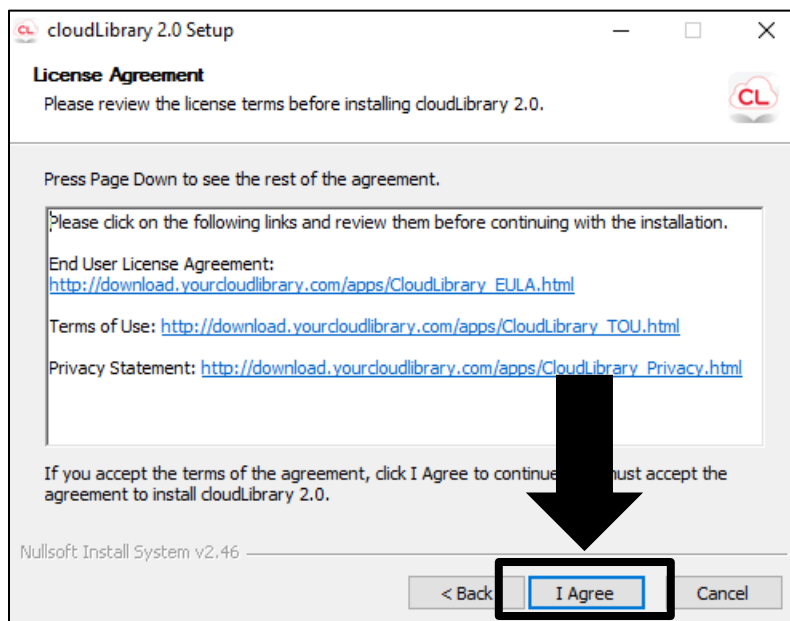 CL cloudLibrary 2.0 Setup
License Agreement
Please review the license terms before installing cloudLibrary 2.0.
CL
Press Page Down to see the rest of the agreement.
Please click on the following links and review them before continuing with the installation.
End User License Agreement:
http://download.yourcloudlibrary.com/apps/CloudLibrary_EULA.html
Terms of Use: http://download.yourcloudlibrary.com/apps/CloudLibrary_TOU.html
Privacy Statement: http://download.yourcloudlibrary.com/apps/CloudLibrary_Privacy.html
If you accept the terms of the agreement, click I Agree to continue must accept the
agreement to install cloudLibrary 2.0.
Nullsoft Install System v2.46
< Back I Agree Cancel